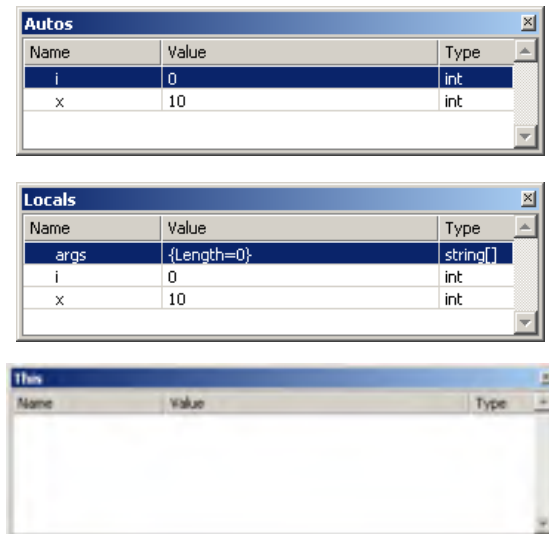 Autos
Name Value Type
i 0 int
x 10 int
Locals
Name Value Type
args {Length=0} string[]
i 0 int
x 10 int
This
Name Value Type